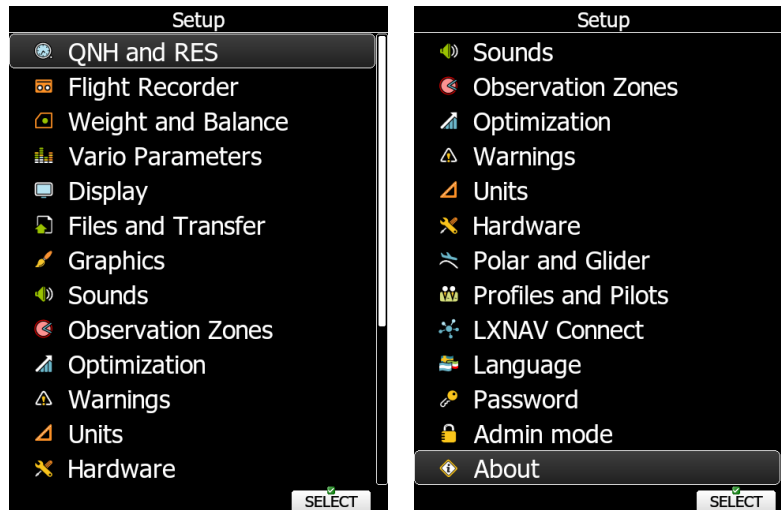 Setup
QNH and RES
Flight Recorder
Weight and Balance
Vario Parameters
Display
Files and Transfer
Graphics
Sounds
Observation Zones
Optimization
Warnings
Units
Hardware
SELECT
Setup
Sounds
Observation Zones
Optimization
Warnings
Units
Hardware
Polar and Glider
Profiles and Pilots
LXNAV Connect
Language
Password
Admin mode
About
SELECT